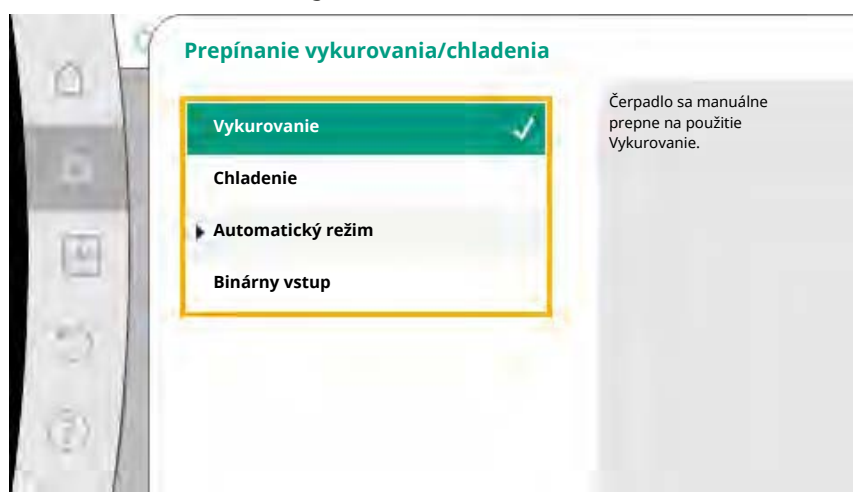 Prepínanie vykurovania/chladenia
Vykurovanie
Chladenie
Automatický režim
Binárny vstup
Čerpadlo sa manuálne
prepne na použitie
Vykurovanie.